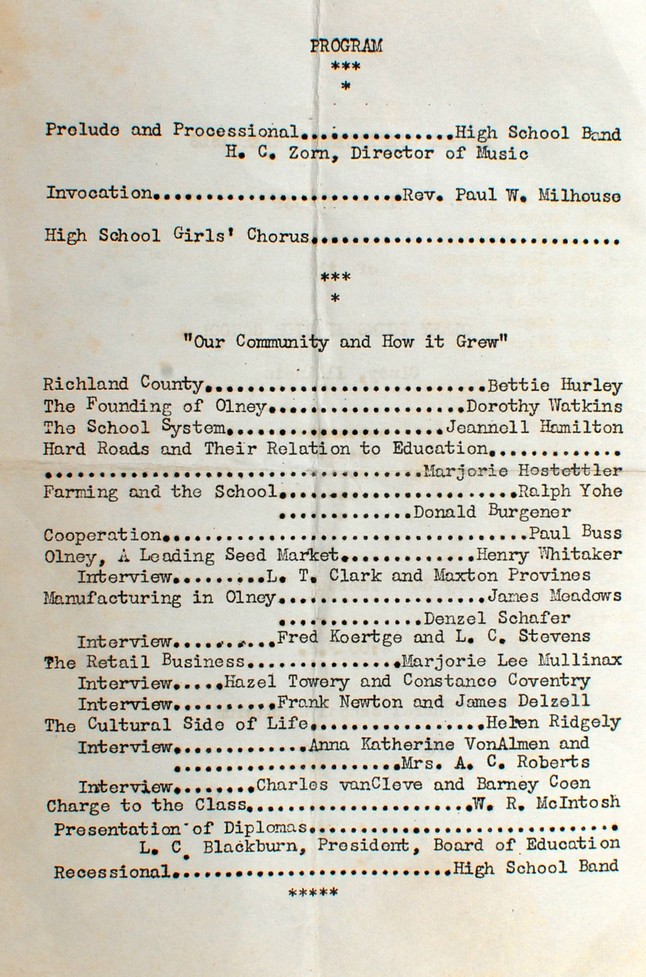 PROGRAM
***
*
Prelude and Processional...............High School Band
H. C. Zorn, Director of Music
Invocation........................Rev. Paul W. Milhouse
High School Girls' Chorus..............................
***
*
"Our Community and How it Grew"
Richland County...........................Bettie Hurley
The Founding of Olney...................Dorothy Watkins
The School System.....................Jeannell Hamilton
Hard Roads and Their Relation to Education.............
....................................Marjorie Hostettler
Farming and the School.......................Ralph Yohe
.............Donald Burgener
Cooperation...................................Paul Buss
Olney, A Leading Seed Market.............Henry Whitaker
Interview.........L. T. Clark and Maxton Provines
Manufacturing in Olney....................James Meadows
..............Denzel Schafer
Interview..........Fred Koertge and L. C. Stevens
The Retail Business...............Marjorie Lee Mullinax
Interview.....Hazel Towery and Constance Coventry
Interview..........Frank Newton and James Delzell
The Cultural Side of Life.................Helen Ridgely
Interview.............Anna Katherine VonAlmen and
......................Mrs. A. C. Roberts
Interview........Charles vanCleve and Barney Coen
Charge to the Class......................W. R. McIntosh
Presentation of Diplomas..............................
L. C. Blackburn, President, Board of Education
Recessional...........................High School Band
*****